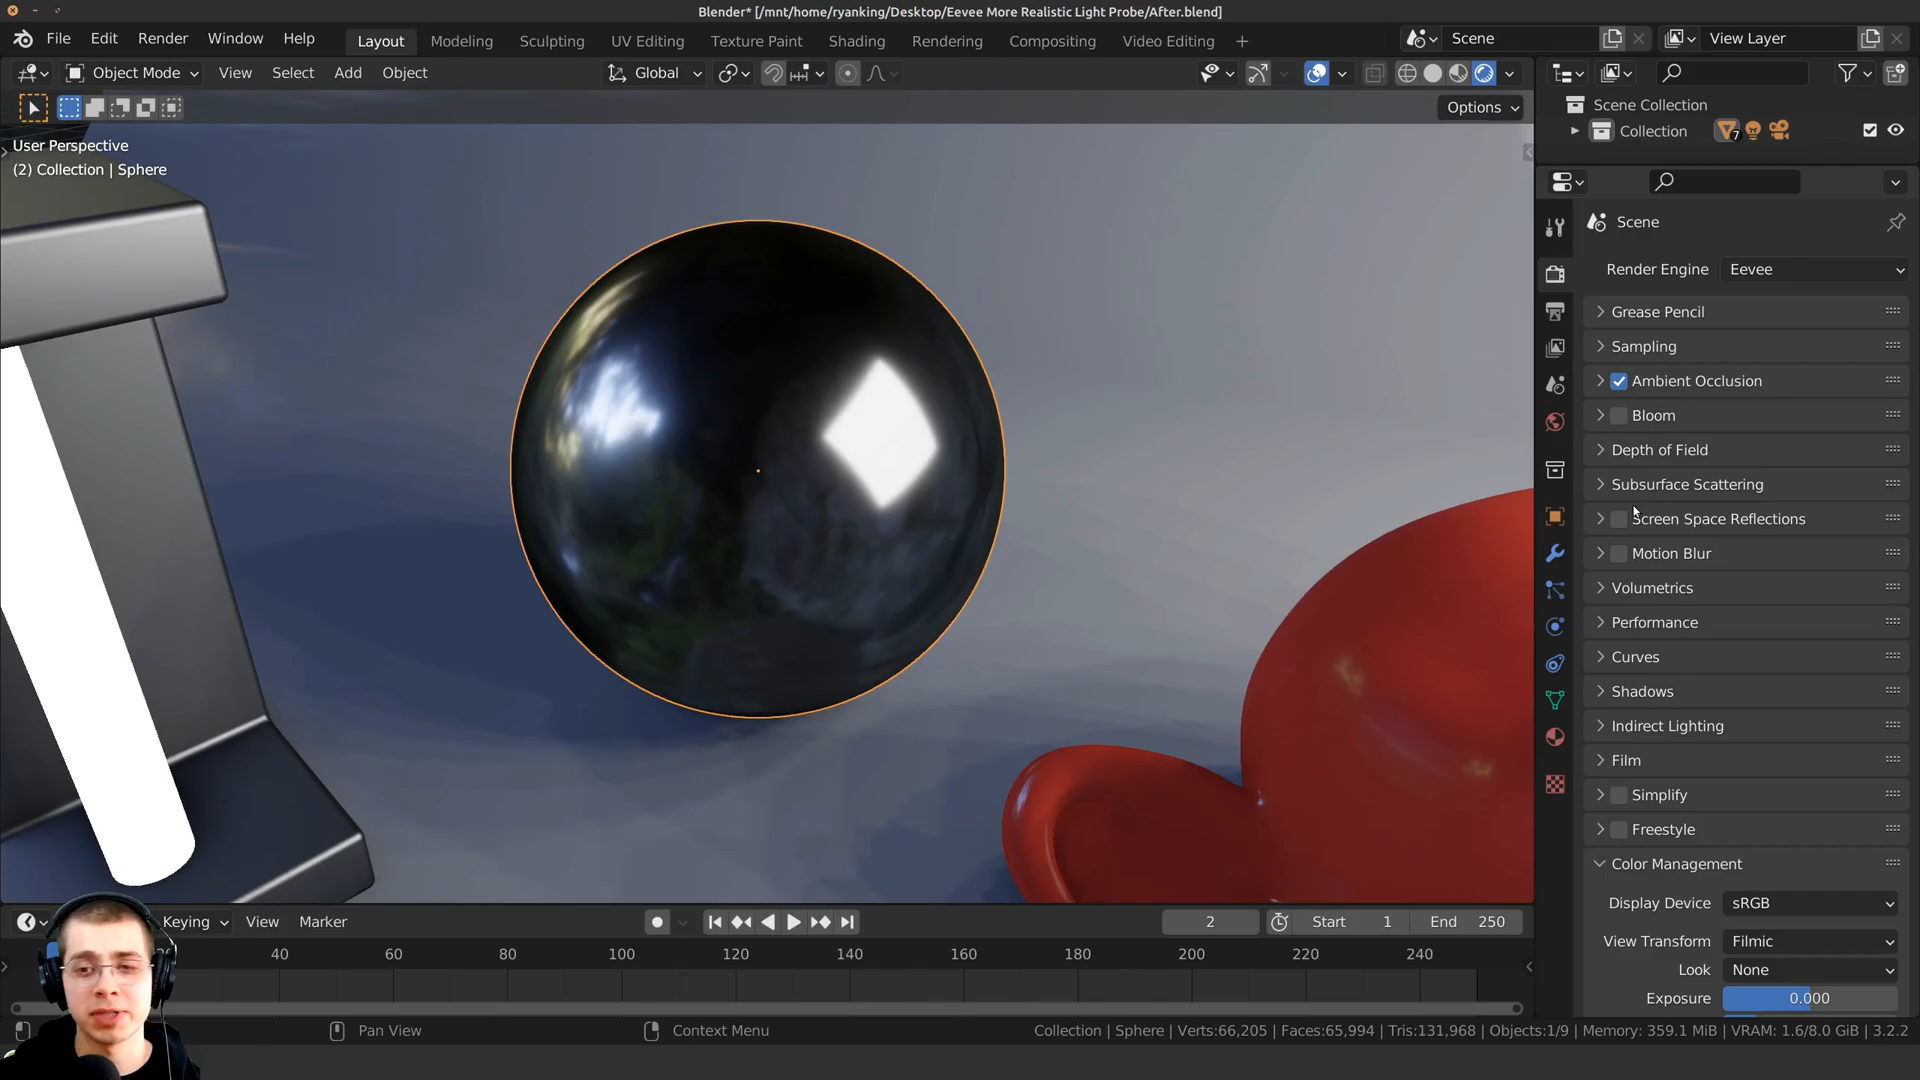 Blender* [/mnt/home/ryanking/Desktop/Eevee More Realistic Light Probe/After.blend]
File Edit Render Window Help Layout Modeling Sculpting UV Editing Texture Paint Shading Rendering Compositing Video Editing + Scene View Layer
Object Mode View Select Add Object Global
Options
User Perspective
(2) Collection | Sphere
Scene Collection
Collection 7
Scene
Render Engine Eevee
Grease Pencil
Sampling
Ambient Occlusion
Bloom
Depth of Field
Subsurface Scattering
Screen Space Reflections
Motion Blur
Volumetrics
Performance
Curves
Shadows
Indirect Lighting
Film
Simplify
Freestyle
Color Management
Display Device sRGB
View Transform Filmic
Look None
Exposure 0.000
Keying View Marker 2 Start 1 End 250
40 60 80 100 120 140 160 180 200 220 240
Pan View Context Menu Collection | Sphere | Verts:66,205 | Faces:65,994 | Tris:131,968 | Objects:1/9 | Memory: 359.1 MiB | VRAM: 1.6/8.0 GiB | 3.2.2